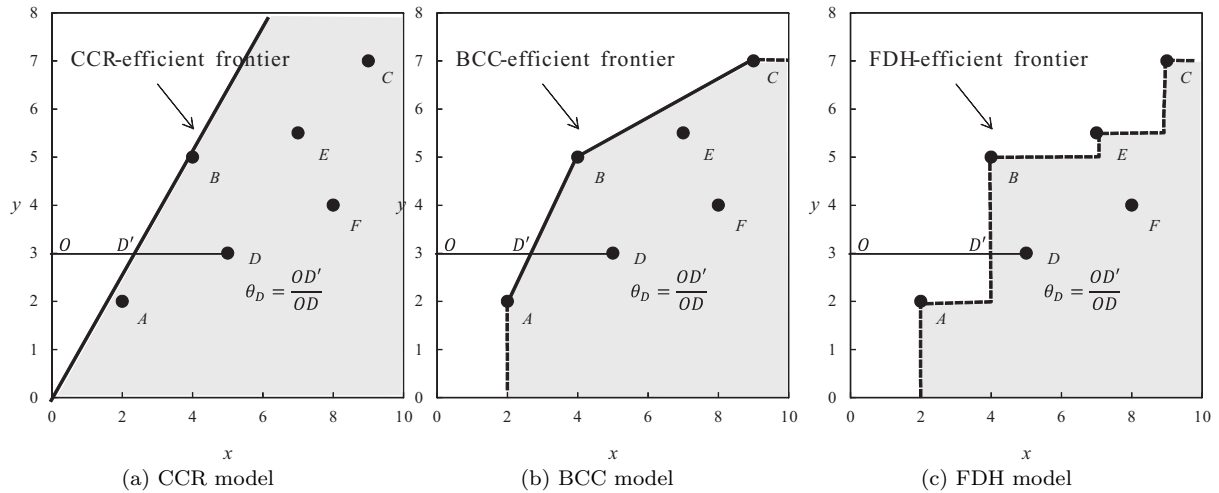 8
7
6
5
y 4
3
2
1
0
CCR-efficient frontier
C
E
B
F
O D′ D
θ_D = OD′/OD
A
0 2 4 6 8 10
x
(a) CCR model
8
7
6
5
y 4
3
2
1
0
BCC-efficient frontier
C
E
B
F
O D′ D
θ_D = OD′/OD
A
0 2 4 6 8 10
x
(b) BCC model
8
7
6
5
y 4
3
2
1
0
FDH-efficient frontier
C
E
B
F
O D′ D
θ_D = OD′/OD
A
0 2 4 6 8 10
x
(c) FDH model